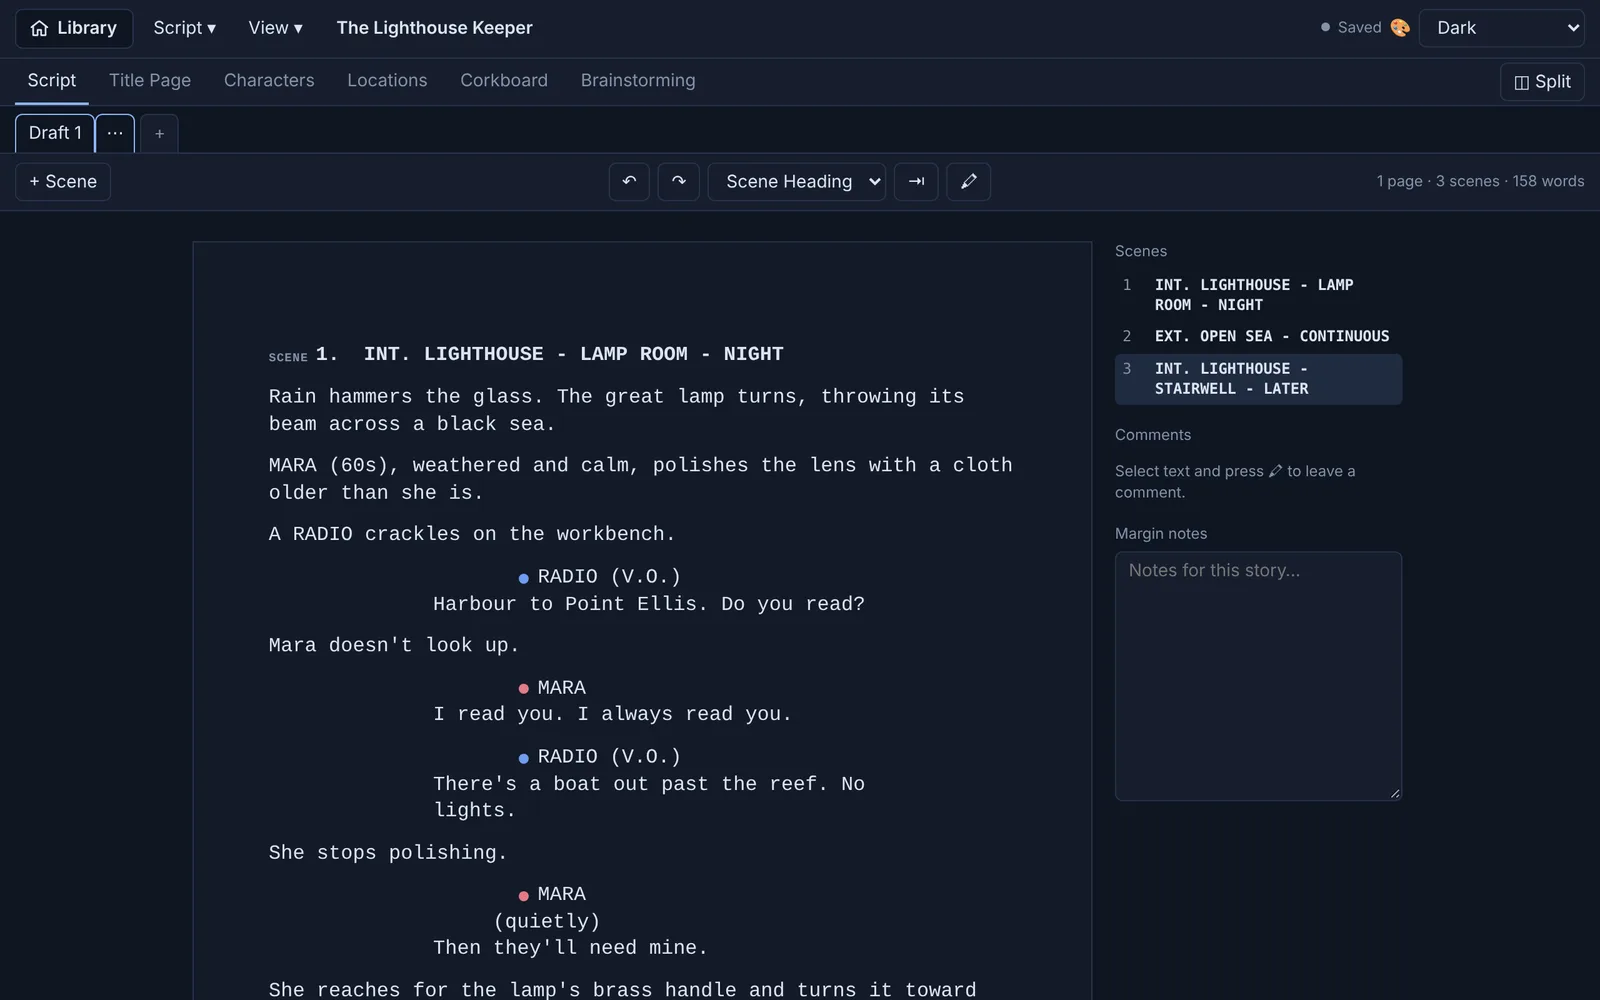 Library Script ▾ View ▾ The Lighthouse Keeper Saved Dark
Script Title Page Characters Locations Corkboard Brainstorming Split
Draft 1 ⋯ +
+ Scene Scene Heading 1 page · 3 scenes · 158 words
SCENE 1. INT. LIGHTHOUSE - LAMP ROOM - NIGHT
Rain hammers the glass. The great lamp turns, throwing its
beam across a black sea.
MARA (60s), weathered and calm, polishes the lens with a cloth
older than she is.
A RADIO crackles on the workbench.
RADIO (V.O.)
Harbour to Point Ellis. Do you read?
Mara doesn't look up.
MARA
I read you. I always read you.
RADIO (V.O.)
There's a boat out past the reef. No
lights.
She stops polishing.
MARA
(quietly)
Then they'll need mine.
She reaches for the lamp's brass handle and turns it toward
Scenes
1 INT. LIGHTHOUSE - LAMP
ROOM - NIGHT
2 EXT. OPEN SEA - CONTINUOUS
3 INT. LIGHTHOUSE -
STAIRWELL - LATER
Comments
Select text and press 🖍 to leave a
comment.
Margin notes
Notes for this story...